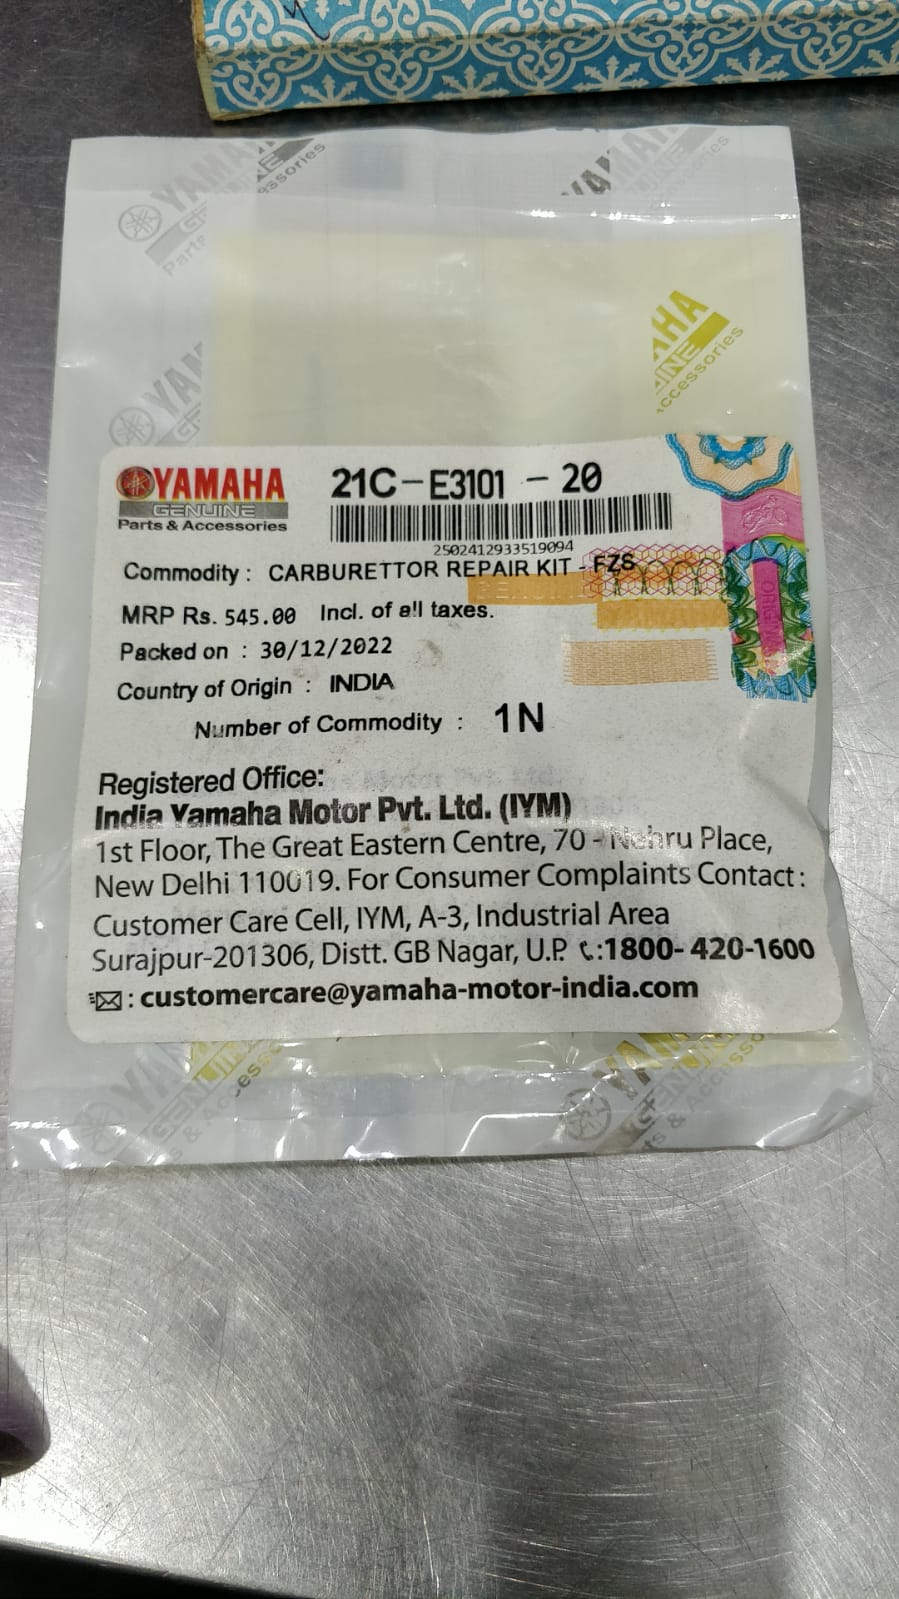 YAMAHA
GENUINE
Parts & Accessories
21C-E3101 - 20
2502412933519094
Commodity : CARBURETTOR REPAIR KIT - FZS
GENUINE
MRP Rs. 545.00 Incl. of all taxes.
Packed on : 30/12/2022
Country of Origin : INDIA
Number of Commodity : 1N
Registered Office:
India Yamaha Motor Pvt. Ltd. (IYM)
1st Floor, The Great Eastern Centre, 70 - Nehru Place,
New Delhi 110019. For Consumer Complaints Contact :
Customer Care Cell, IYM, A-3, Industrial Area
Surajpur-201306, Distt. GB Nagar, U.P. :1800- 420-1600
: customercare@yamaha-motor-india.com